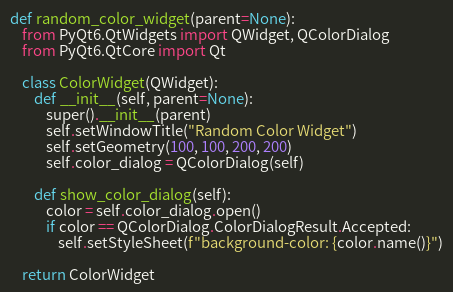 def random_color_widget(parent=None):
    from PyQt6.QtWidgets import QWidget, QColorDialog
    from PyQt6.QtCore import Qt

    class ColorWidget(QWidget):
        def __init__(self, parent=None):
            super().__init__(parent)
            self.setWindowTitle("Random Color Widget")
            self.setGeometry(100, 100, 200, 200)
            self.color_dialog = QColorDialog(self)

        def show_color_dialog(self):
            color = self.color_dialog.open()
            if color == QColorDialog.ColorDialogResult.Accepted:
                self.setStyleSheet(f"background-color: {color.name()}")

    return ColorWidget